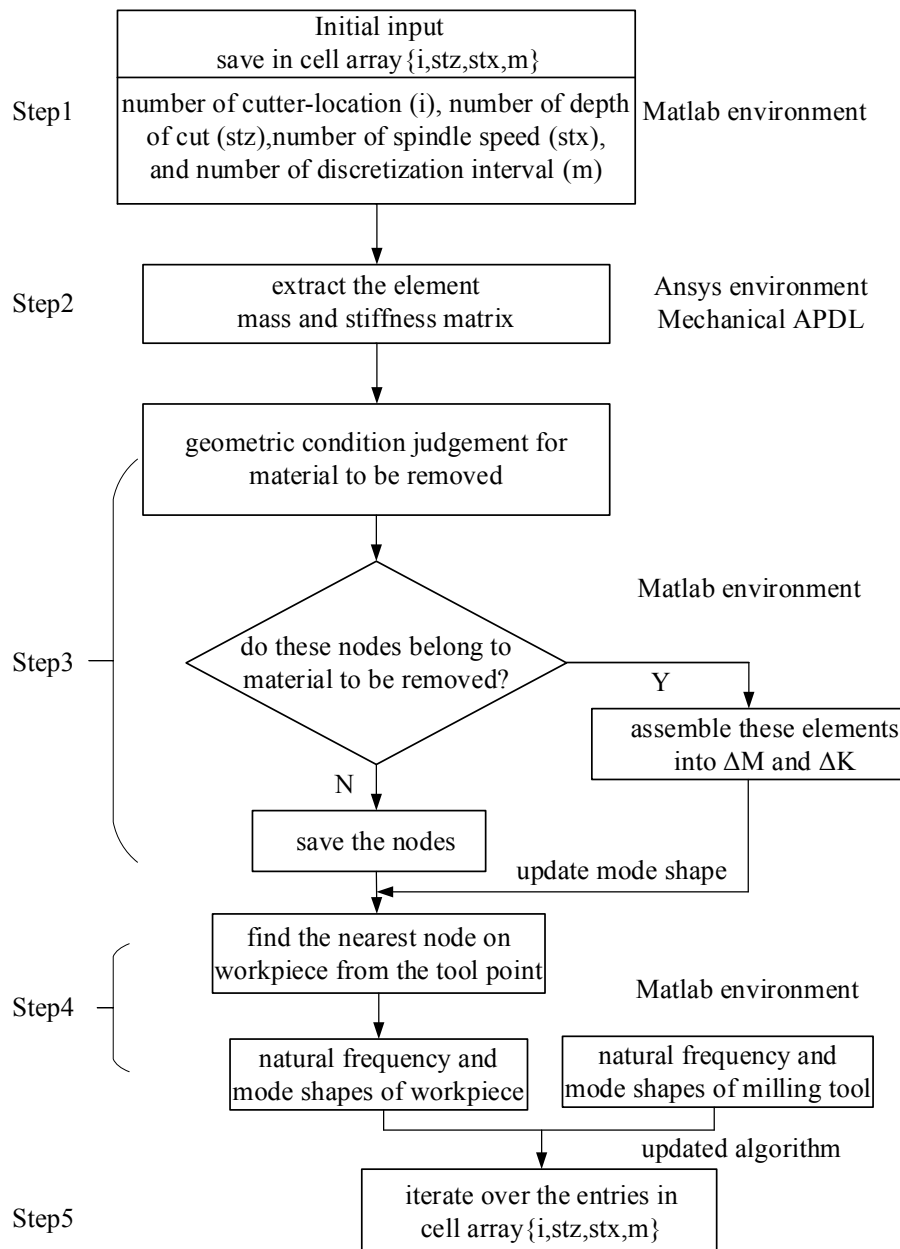 Initial input
save in cell array{i,stz,stx,m}
Step1
number of cutter-location (i), number of depth
of cut (stz),number of spindle speed (stx),
and number of discretization interval (m)
Matlab environment
Step2
extract the element
mass and stiffness matrix
Ansys environment
Mechanical APDL
geometric condition judgement for
material to be removed
Matlab environment
Step3
do these nodes belong to
material to be removed?
Y
assemble these elements
into ΔM and ΔK
N
save the nodes
update mode shape
find the nearest node on
workpiece from the tool point
Step4
Matlab environment
natural frequency and
mode shapes of workpiece
natural frequency and
mode shapes of milling tool
updated algorithm
Step5
iterate over the entries in
cell array{i,stz,stx,m}